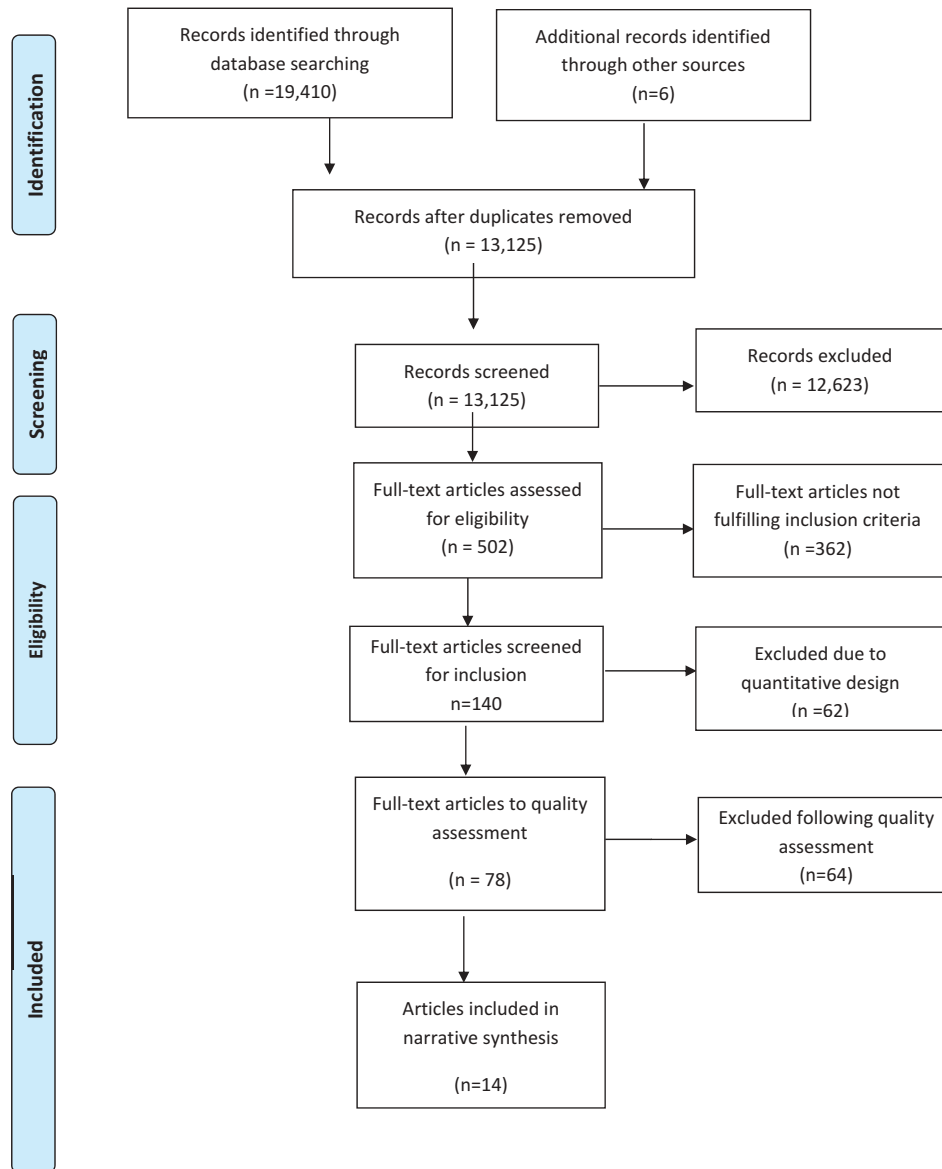 Identification
Records identified through
database searching
(n =19,410)
Additional records identified
through other sources
(n=6)
Records after duplicates removed
(n = 13,125)
Screening
Records screened
(n = 13,125)
Records excluded
(n = 12,623)
Eligibility
Full-text articles assessed
for eligibility
(n = 502)
Full-text articles not
fulfilling inclusion criteria
(n =362)
Full-text articles screened
for inclusion
n=140
Excluded due to
quantitative design
(n =62)
Included
Full-text articles to quality
assessment
(n = 78)
Excluded following quality
assessment
(n=64)
Articles included in
narrative synthesis
(n=14)